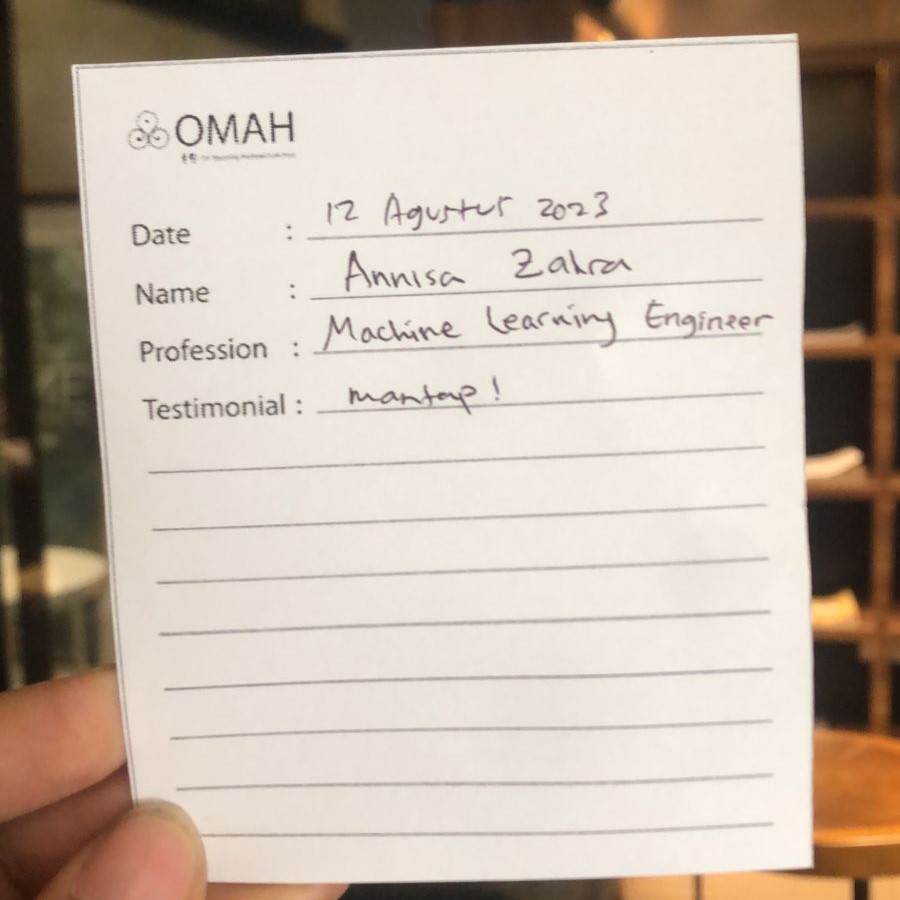 OMAH
Date : 12 Agustus 2023
Name : Annisa Zahra
Profession : Machine Learning Engineer
Testimonial : mantap!